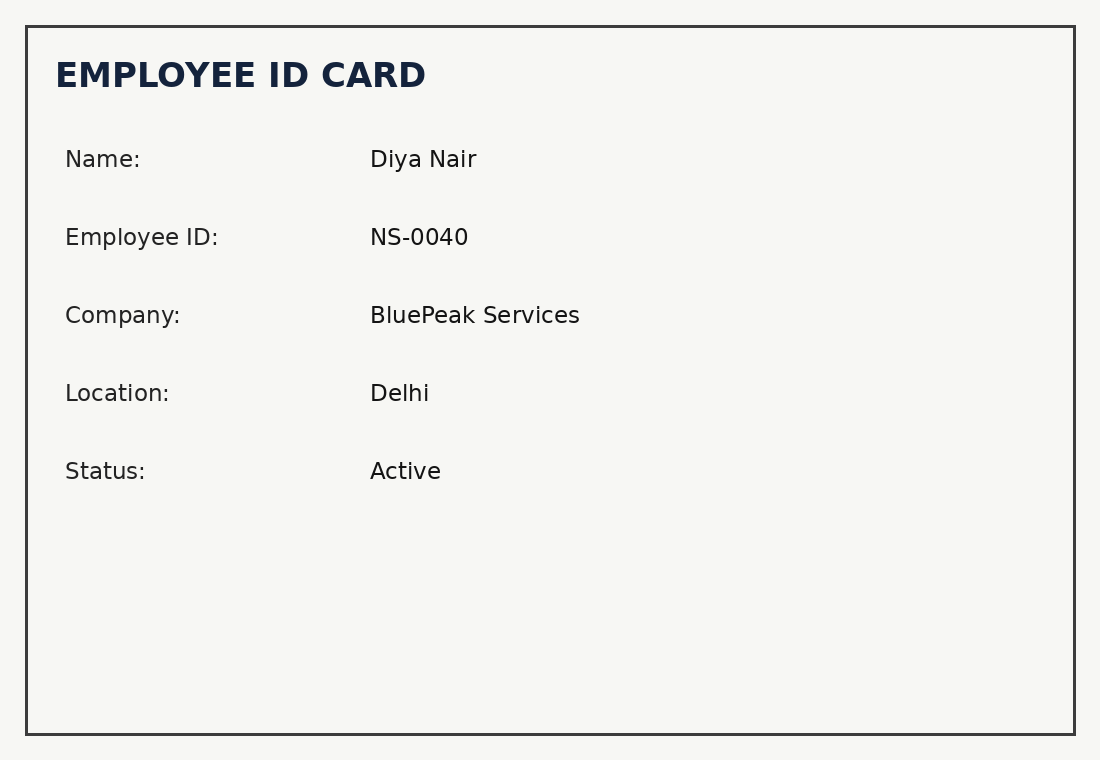 EMPLOYEE ID CARD
Name: Diya Nair
Employee ID: NS-0040
Company: BluePeak Services
Location: Delhi
Status: Active